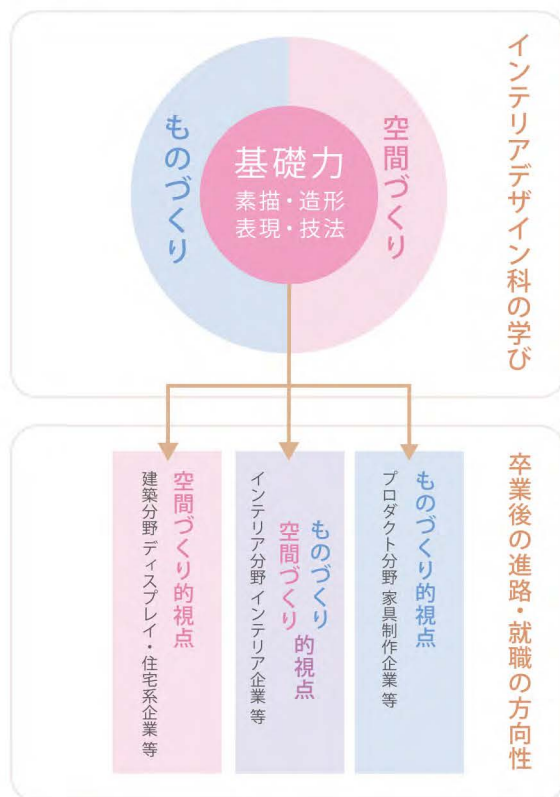 インテリアデザイン科の学び
ものづくり
空間づくり
基礎力
素描・造形
表現・技法
卒業後の進路・就職の方向性
ものづくり的視点
プロダクト分野 家具制作企業 等
ものづくり
空間づくり
的視点
インテリア分野 インテリア企業 等
空間づくり的視点
建築分野 ディスプレイ・住宅系企業 等